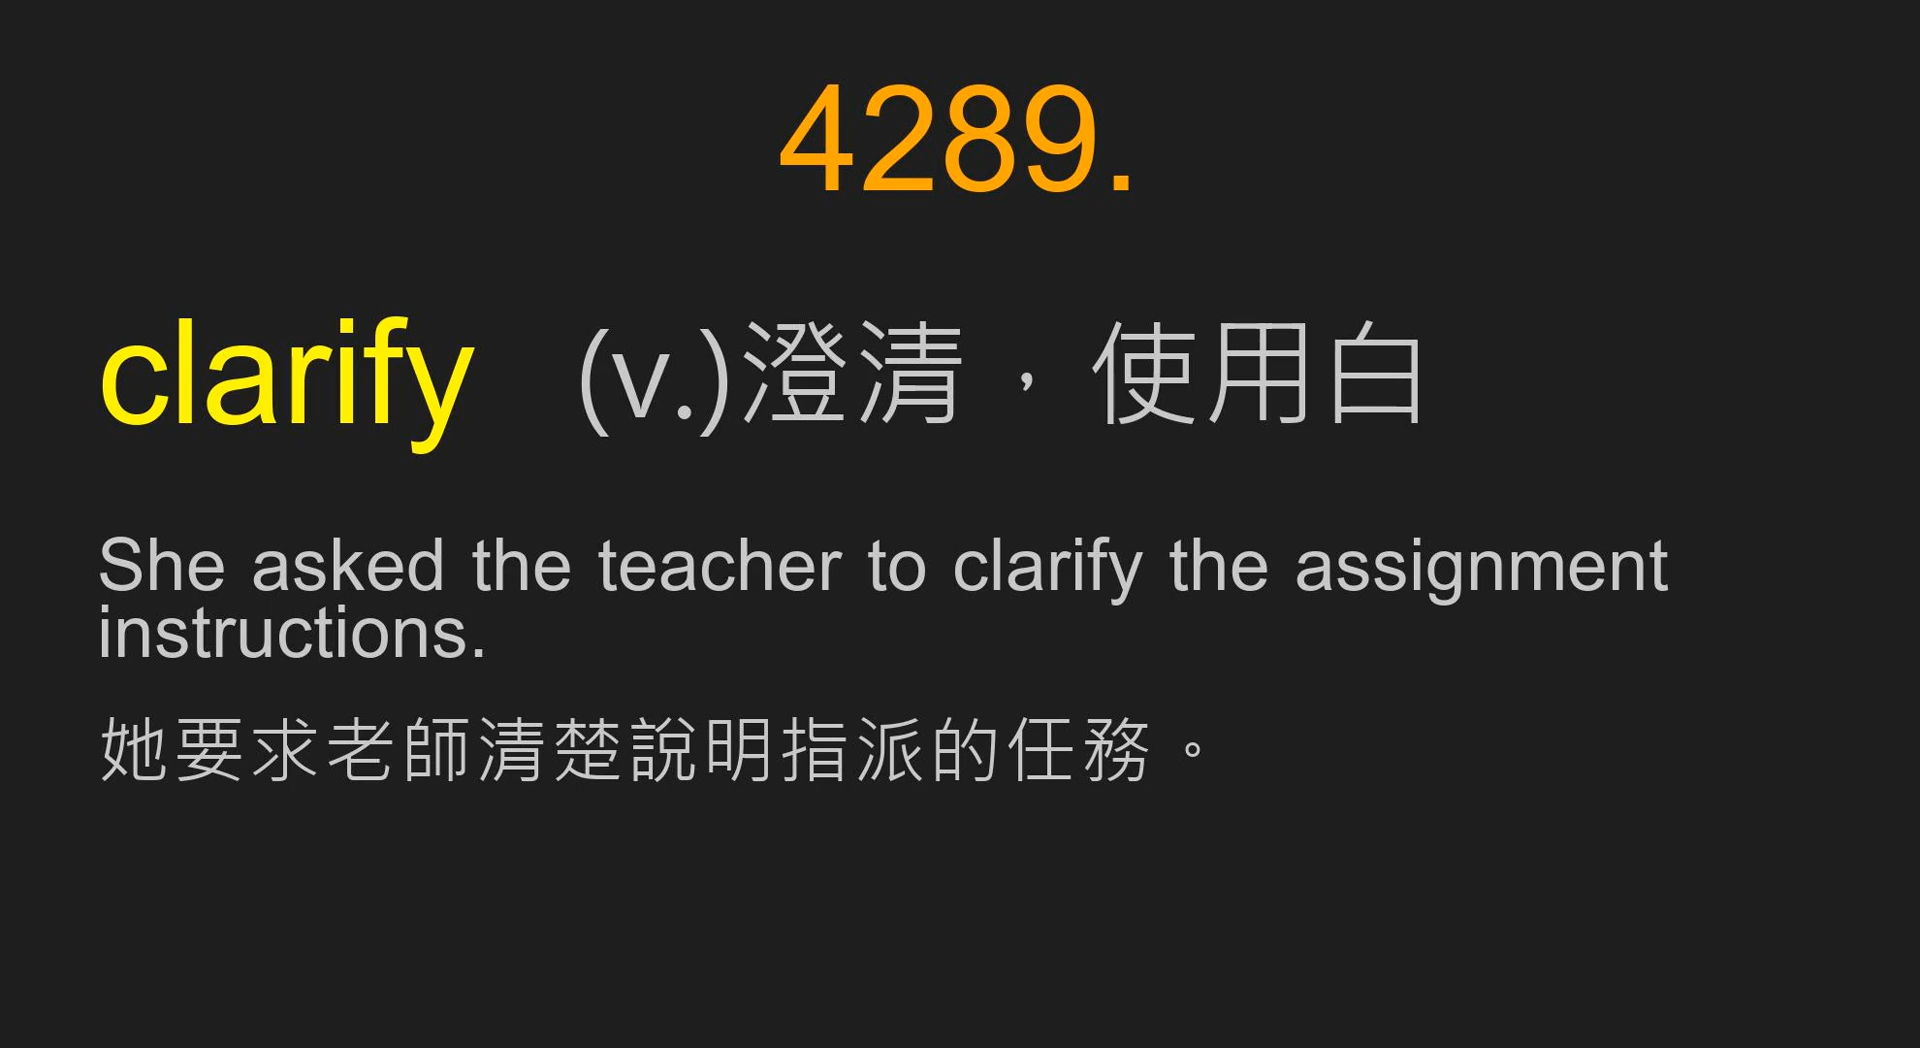 4289.
clarify (v.)澄清，使用白
She asked the teacher to clarify the assignment
instructions.
她要求老師清楚說明指派的任務。